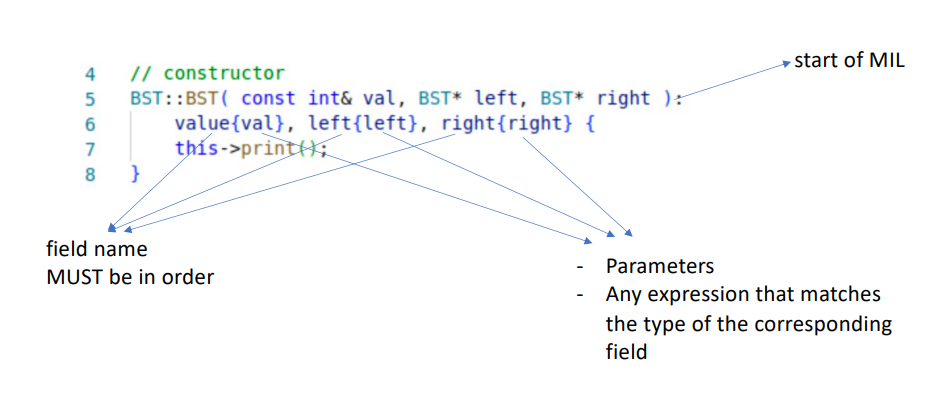 start of MIL
4 // constructor
5 BST::BST( const int& val, BST* left, BST* right ):
6 value{val}, left{left}, right{right} {
7 this->print();
8 }
field name
MUST be in order
- Parameters
- Any expression that matches
the type of the corresponding
field